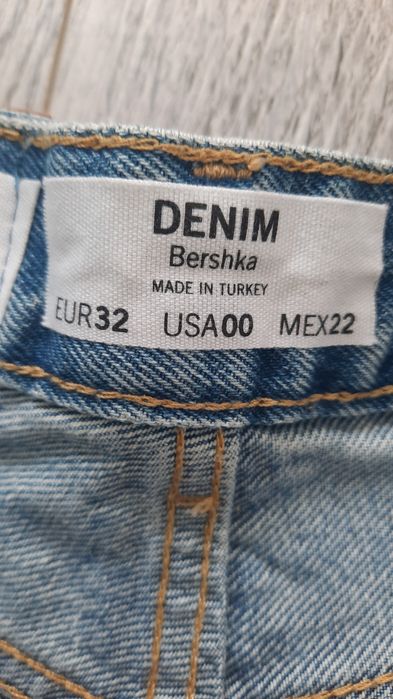 DENIM
Bershka
MADE IN TURKEY
EUR32 USA00 MEX22